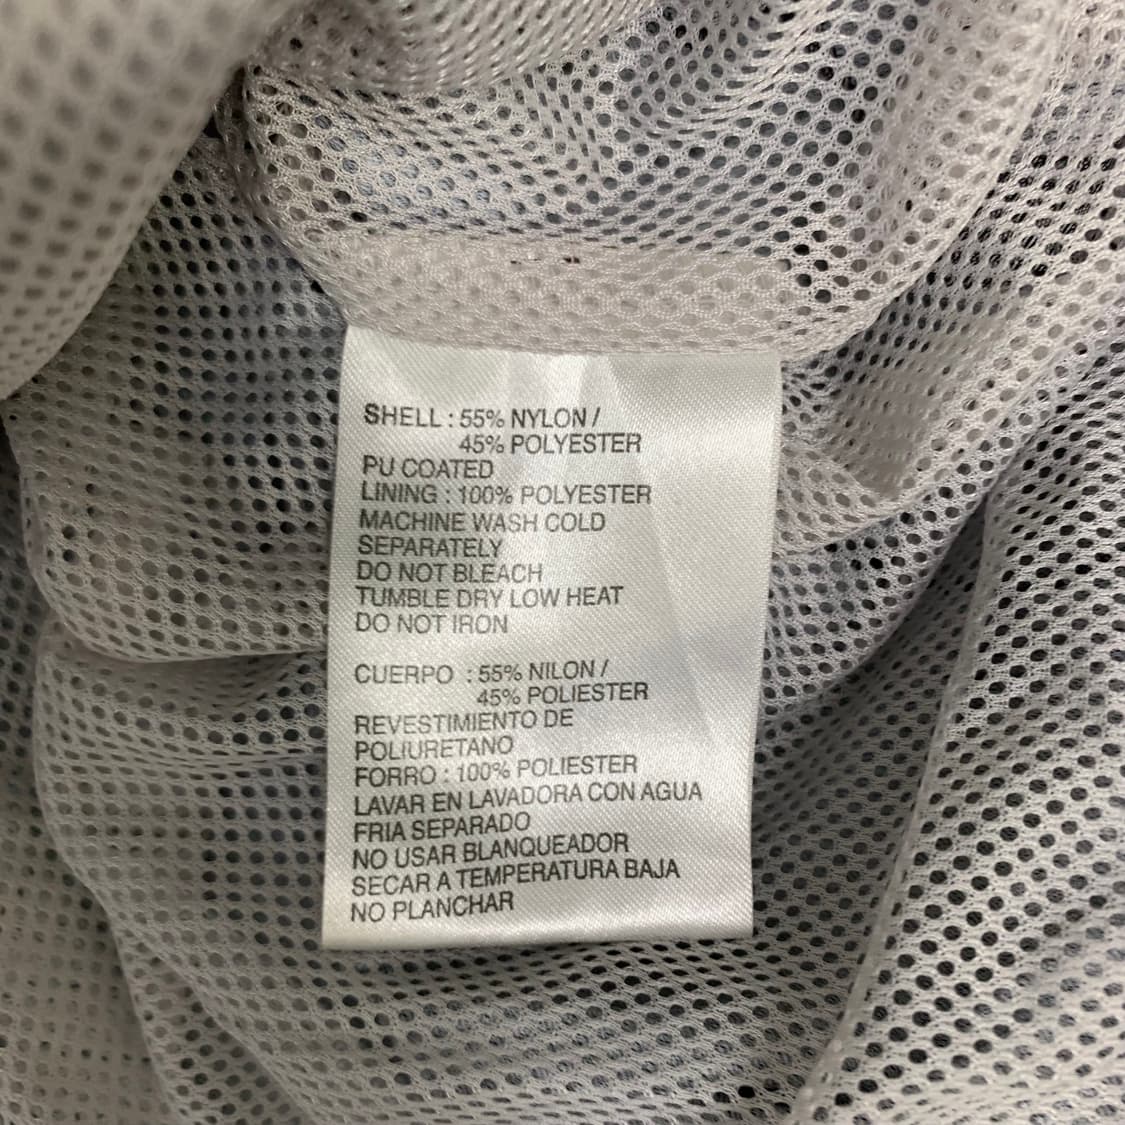 SHELL : 55% NYLON /
45% POLYESTER
PU COATED
LINING : 100% POLYESTER
MACHINE WASH COLD
SEPARATELY
DO NOT BLEACH
TUMBLE DRY LOW HEAT
DO NOT IRON
CUERPO : 55% NILON /
45% POLIESTER
REVESTIMIENTO DE
POLIURETANO
FORRO : 100% POLIESTER
LAVAR EN LAVADORA CON AGUA
FRIA SEPARADO
NO USAR BLANQUEADOR
SECAR A TEMPERATURA BAJA
NO PLANCHAR